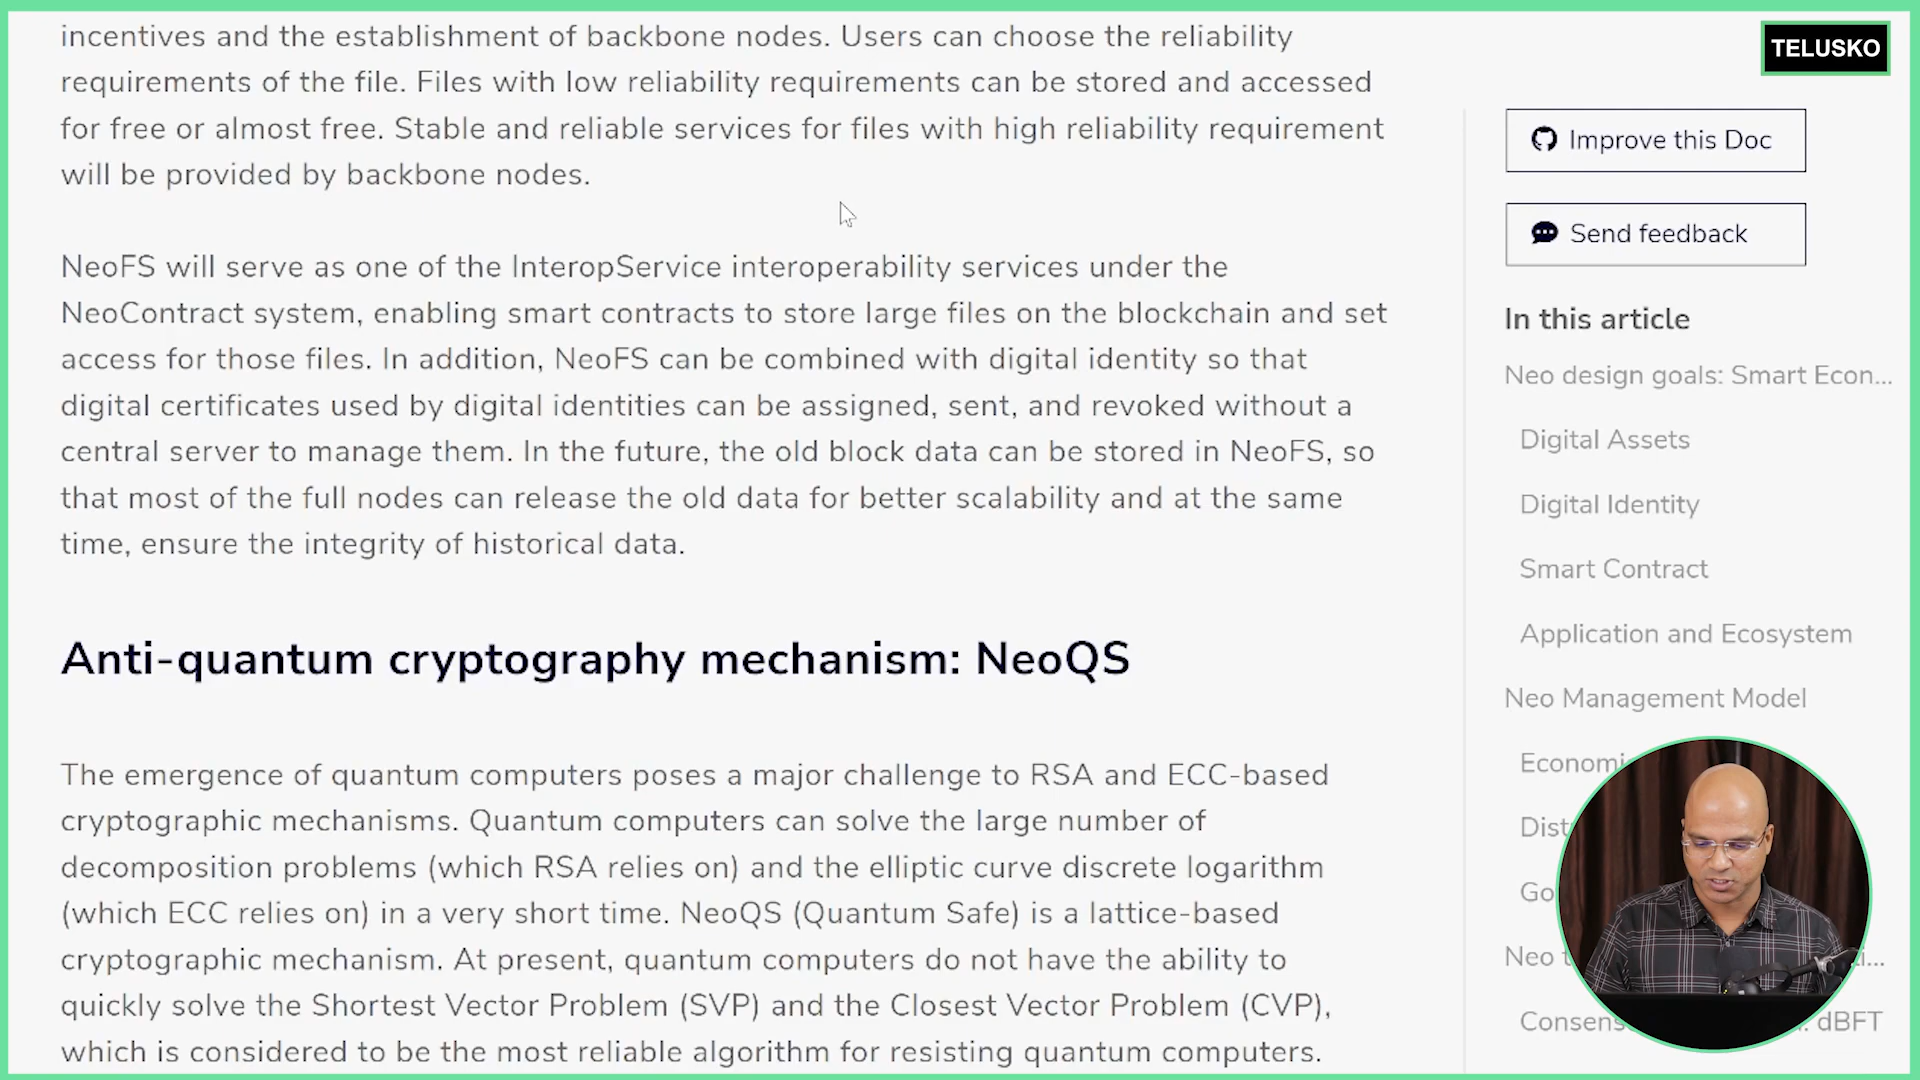 incentives and the establishment of backbone nodes. Users can choose the reliability
requirements of the file. Files with low reliability requirements can be stored and accessed
for free or almost free. Stable and reliable services for files with high reliability requirement
will be provided by backbone nodes.
NeoFS will serve as one of the InteropService interoperability services under the
NeoContract system, enabling smart contracts to store large files on the blockchain and set
access for those files. In addition, NeoFS can be combined with digital identity so that
digital certificates used by digital identities can be assigned, sent, and revoked without a
central server to manage them. In the future, the old block data can be stored in NeoFS, so
that most of the full nodes can release the old data for better scalability and at the same
time, ensure the integrity of historical data.
Anti-quantum cryptography mechanism: NeoQS
The emergence of quantum computers poses a major challenge to RSA and ECC-based
cryptographic mechanisms. Quantum computers can solve the large number of
decomposition problems (which RSA relies on) and the elliptic curve discrete logarithm
(which ECC relies on) in a very short time. NeoQS (Quantum Safe) is a lattice-based
cryptographic mechanism. At present, quantum computers do not have the ability to
quickly solve the Shortest Vector Problem (SVP) and the Closest Vector Problem (CVP),
which is considered to be the most reliable algorithm for resisting quantum computers.
TELUSKO
Improve this Doc
Send feedback
In this article
Neo design goals: Smart Econ...
Digital Assets
Digital Identity
Smart Contract
Application and Ecosystem
Neo Management Model
Neo
dBFT